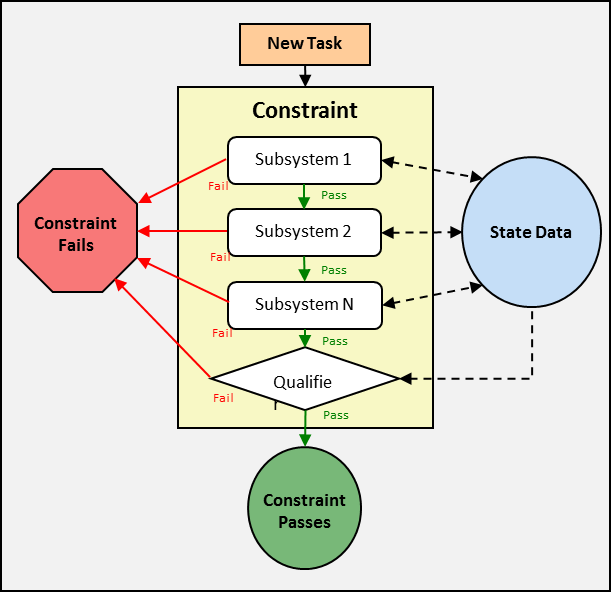 New Task
Constraint
Subsystem 1
Fail
Pass
Constraint
Fails
Subsystem 2
State Data
Fail
Pass
Subsystem N
Fail
Pass
Qualifie
r
Fail
Pass
Constraint
Passes